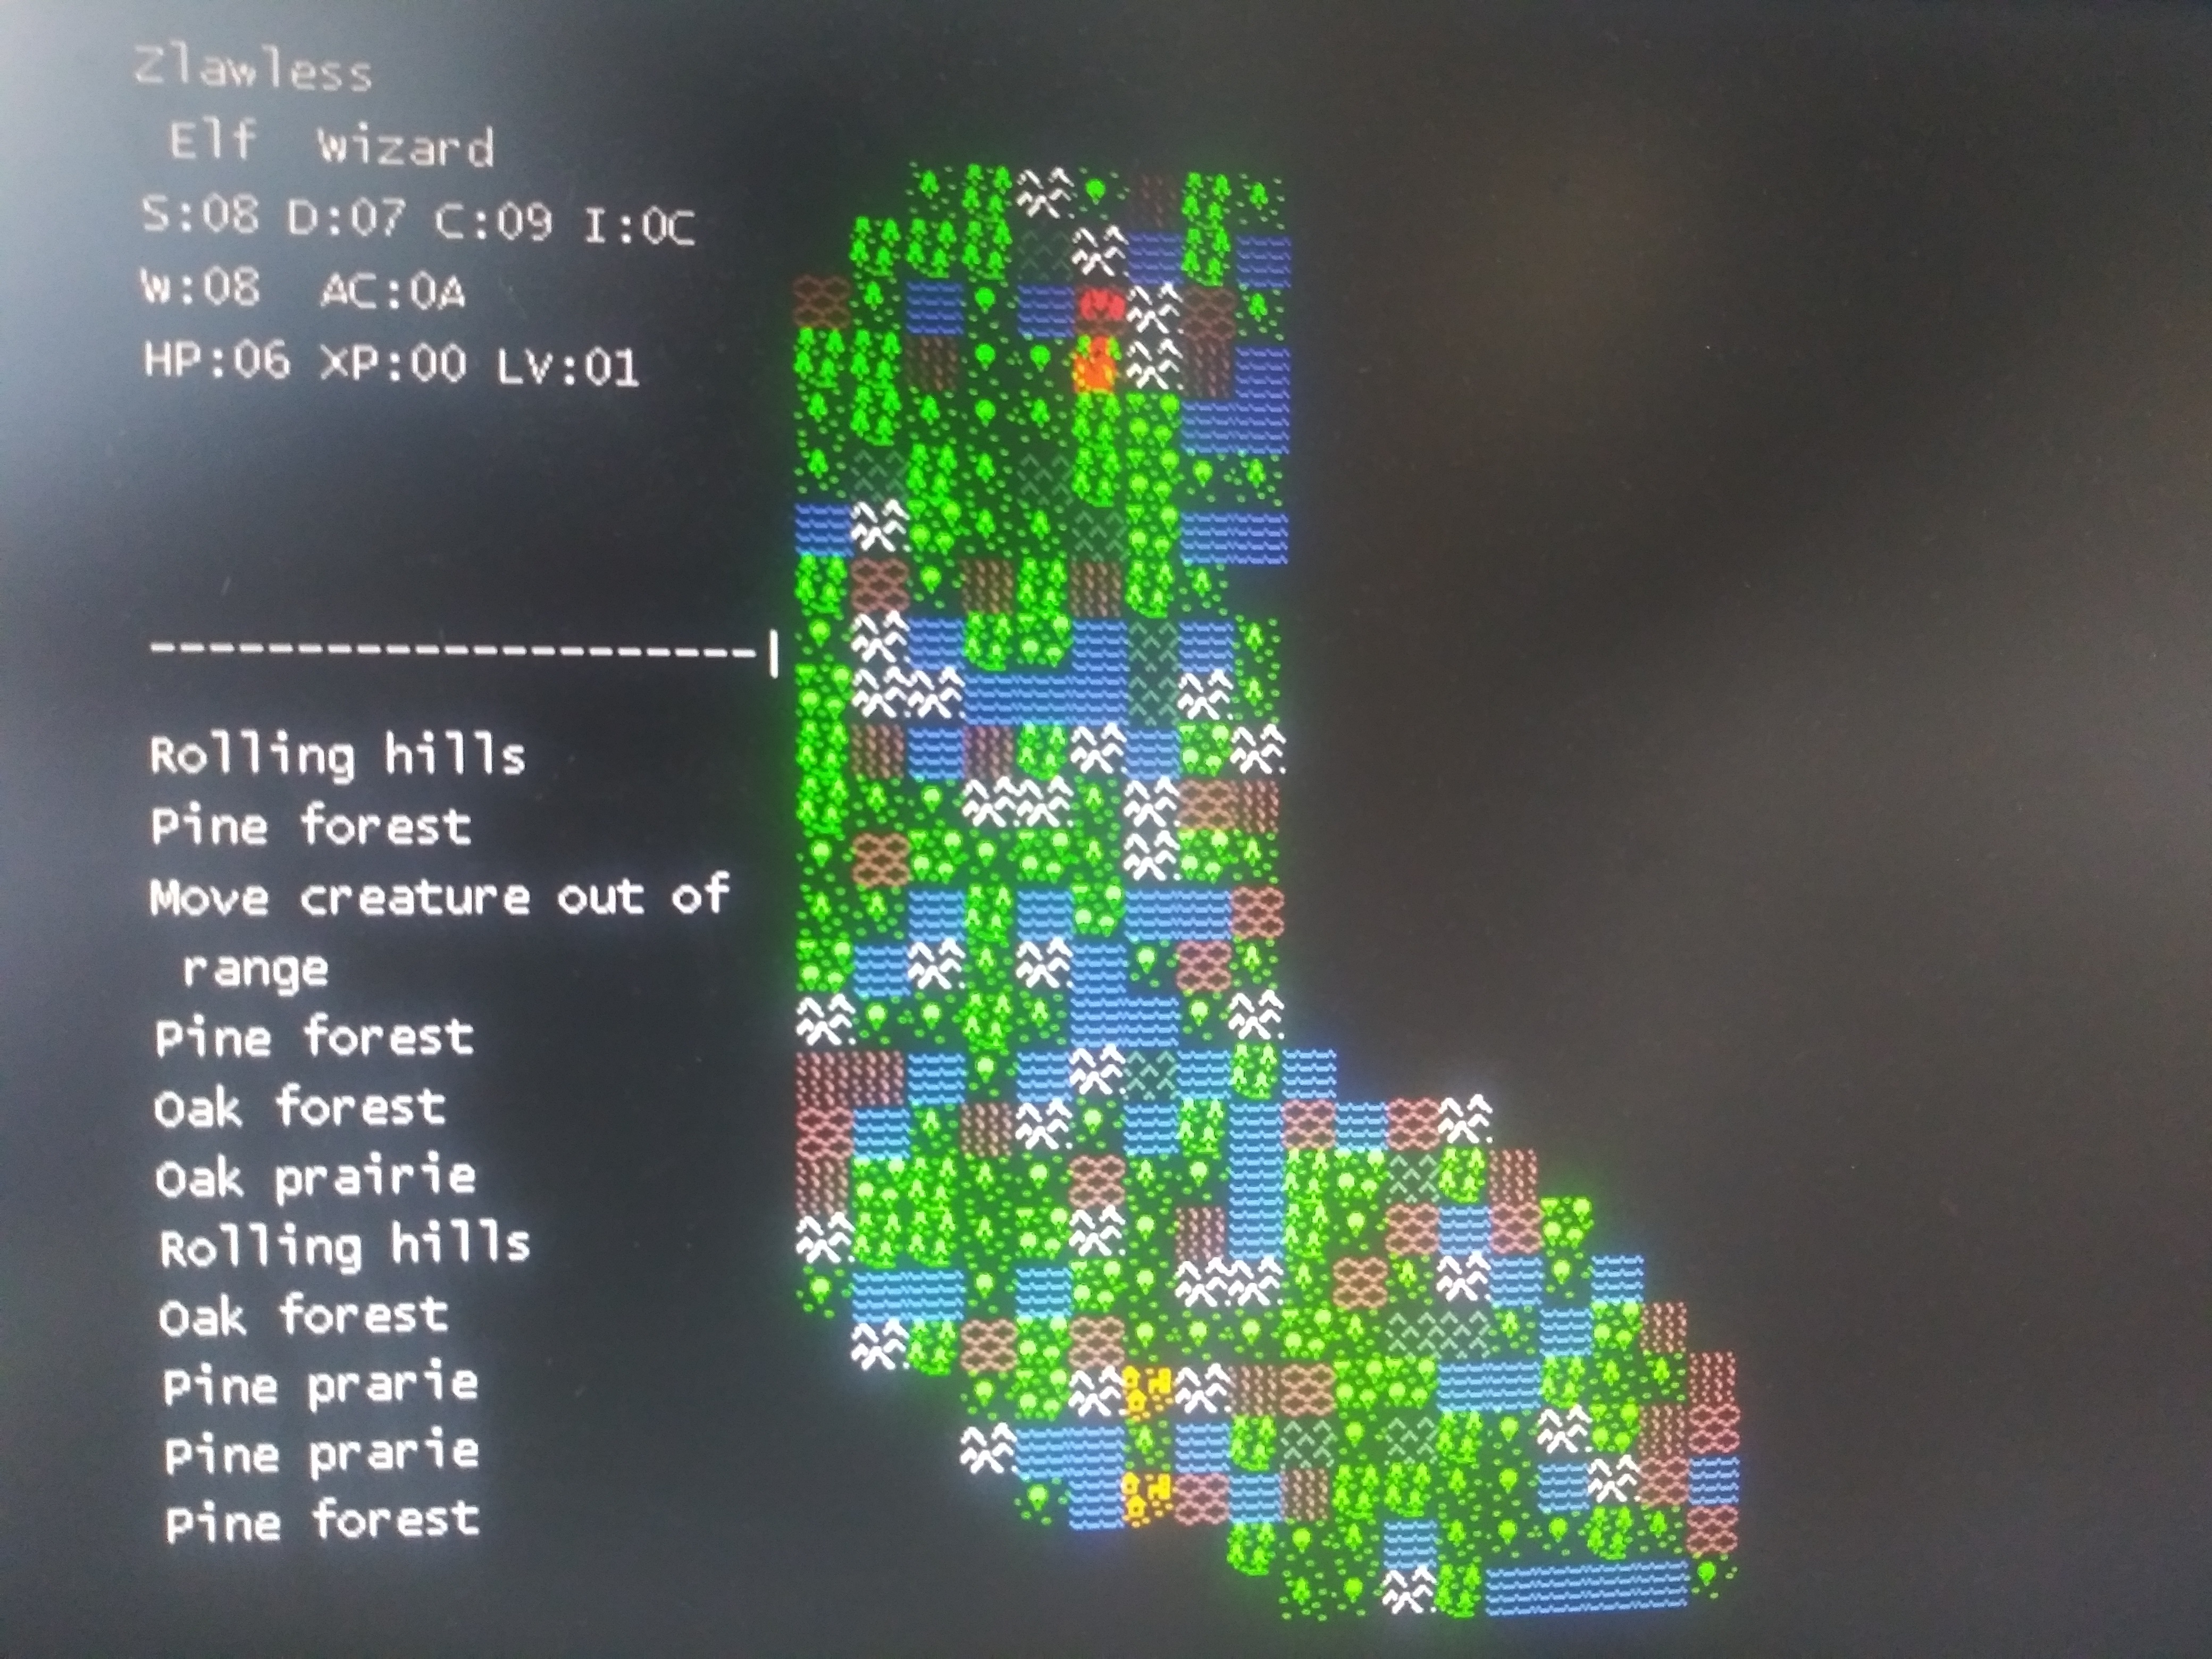 Zlawless
Elf wizard
S:08 D:07 C:09 I:0C
W:08 AC:0A
HP:06 XP:00 LV:01
---------------------|
Rolling hills
Pine forest
Move creature out of
range
Pine forest
Oak forest
Oak prairie
Rolling hills
Oak forest
Pine prarie
Pine prarie
Pine forest